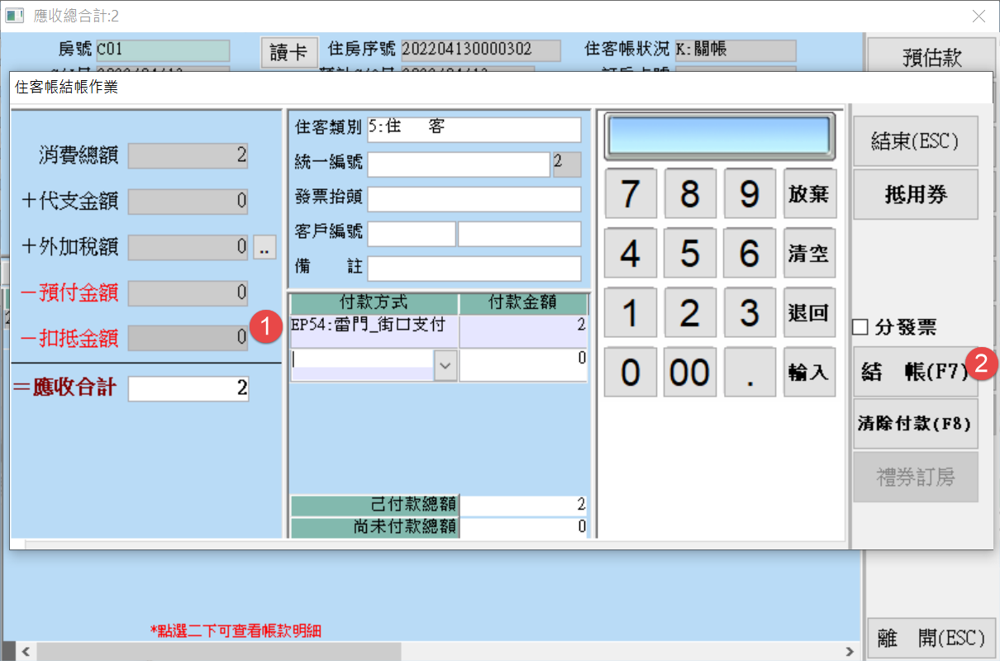 應收總合計:2
房號 C01 讀卡 住房序號 202204130000302 住客帳狀況 K:關帳
預估款
住客帳結帳作業
消費總額 2
＋代支金額 0
＋外加稅額 0 ..
－預付金額 0
－扣抵金額 0
＝應收合計 2
住客類別 5:住 客
統一編號 2
發票抬頭
客戶編號
備 註
付款方式 付款金額
1
EP54:雷門_街口支付 2
0
己付款總額 2
尚未付款總額 0
7 8 9 放棄
4 5 6 清空
1 2 3 退回
0 00 . 輸入
結束(ESC)
抵用券
分發票
結 帳(F7) 2
清除付款(F8)
禮券訂房
*點選二下可查看帳款明細
離 開(ESC)